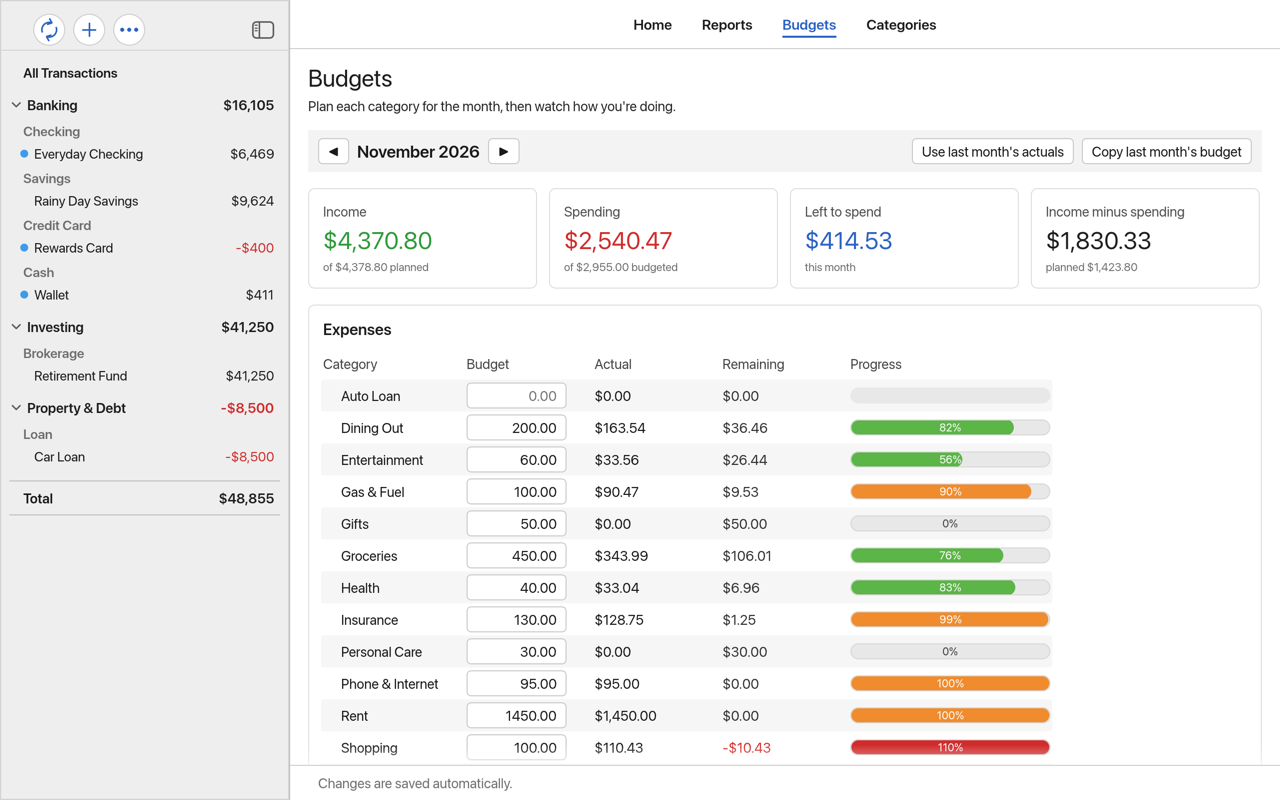 Home Reports Budgets Categories
All Transactions
Banking $16,105
Checking
Everyday Checking $6,469
Savings
Rainy Day Savings $9,624
Credit Card
Rewards Card -$400
Cash
Wallet $411
Investing $41,250
Brokerage
Retirement Fund $41,250
Property & Debt -$8,500
Loan
Car Loan -$8,500
Total $48,855
Budgets
Plan each category for the month, then watch how you're doing.
November 2026 Use last month's actuals Copy last month's budget
Income
$4,370.80
of $4,378.80 planned
Spending
$2,540.47
of $2,955.00 budgeted
Left to spend
$414.53
this month
Income minus spending
$1,830.33
planned $1,423.80
Expenses
Category Budget Actual Remaining Progress
Auto Loan 0.00 $0.00 $0.00
Dining Out 200.00 $163.54 $36.46 82%
Entertainment 60.00 $33.56 $26.44 56%
Gas & Fuel 100.00 $90.47 $9.53 90%
Gifts 50.00 $0.00 $50.00 0%
Groceries 450.00 $343.99 $106.01 76%
Health 40.00 $33.04 $6.96 83%
Insurance 130.00 $128.75 $1.25 99%
Personal Care 30.00 $0.00 $30.00 0%
Phone & Internet 95.00 $95.00 $0.00 100%
Rent 1450.00 $1,450.00 $0.00 100%
Shopping 100.00 $110.43 -$10.43 110%
Changes are saved automatically.